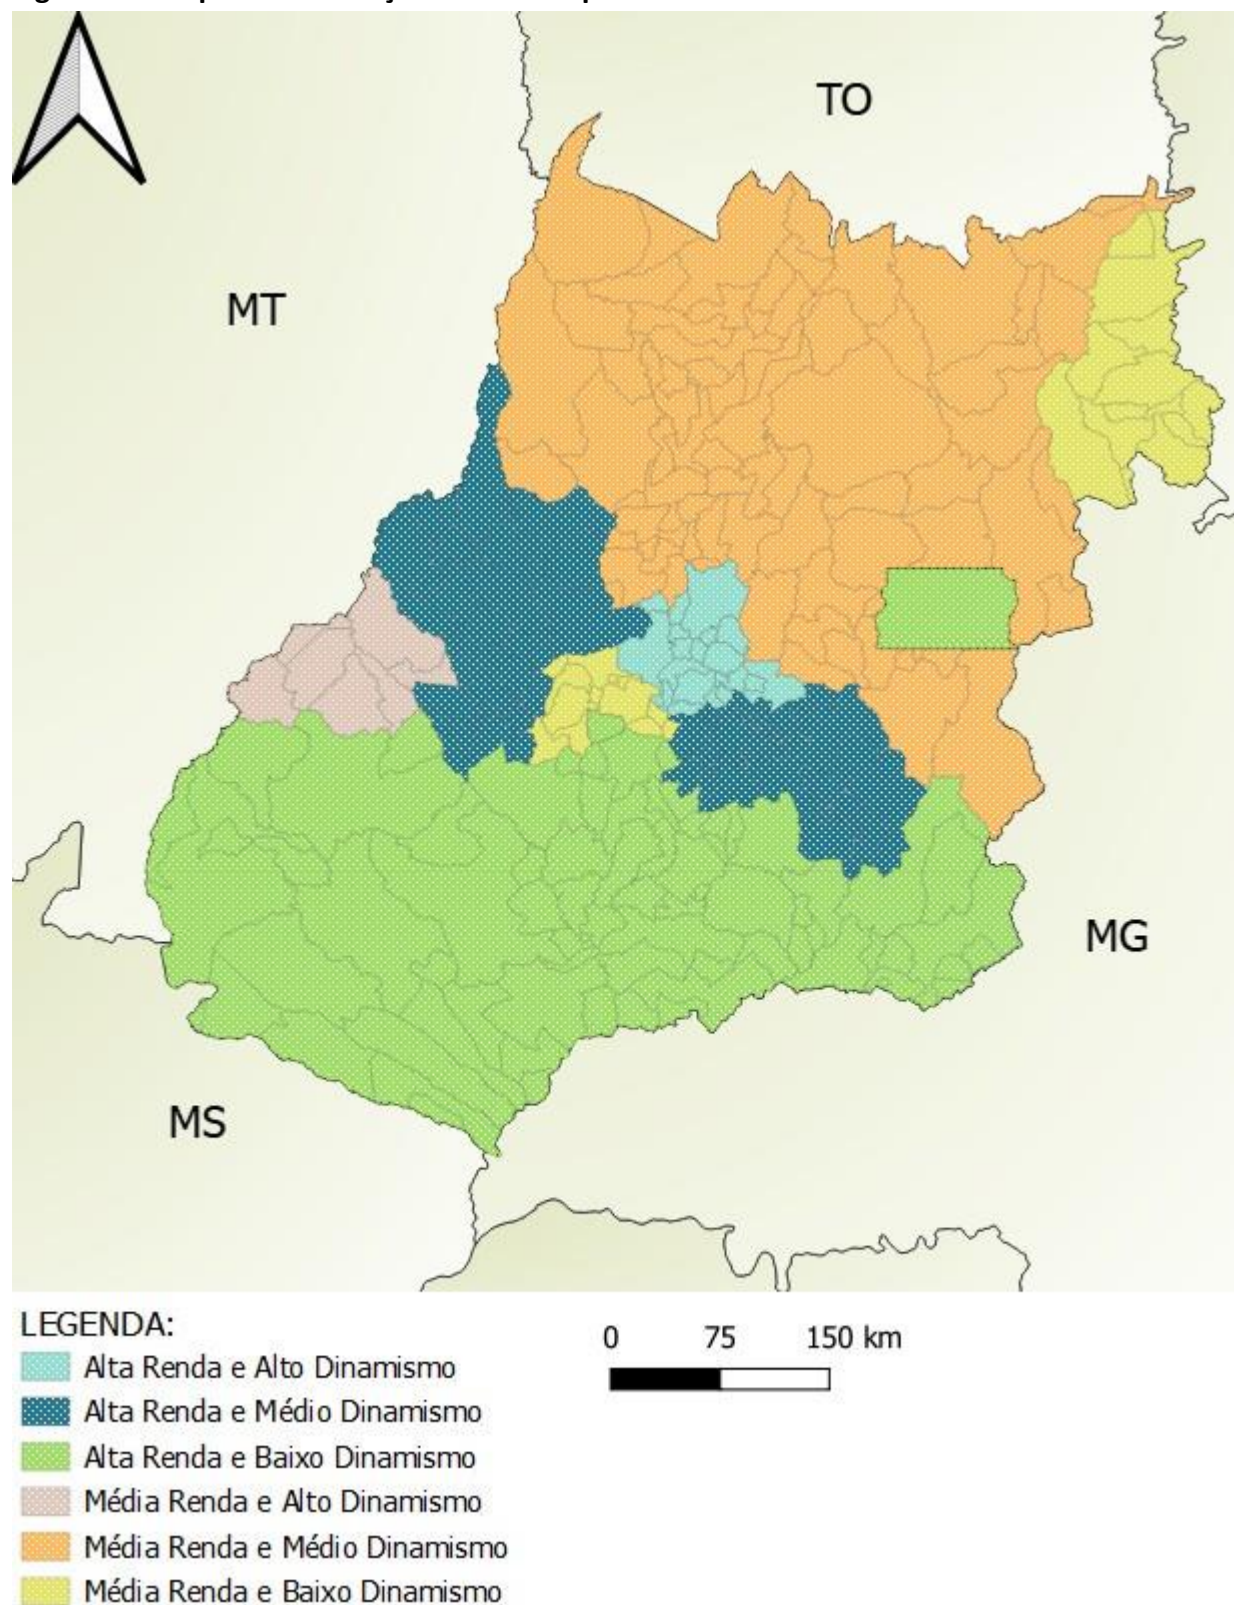 TO
MT
MG
MS
LEGENDA:
0 75 150 km
Alta Renda e Alto Dinamismo
Alta Renda e Médio Dinamismo
Alta Renda e Baixo Dinamismo
Média Renda e Alto Dinamismo
Média Renda e Médio Dinamismo
Média Renda e Baixo Dinamismo